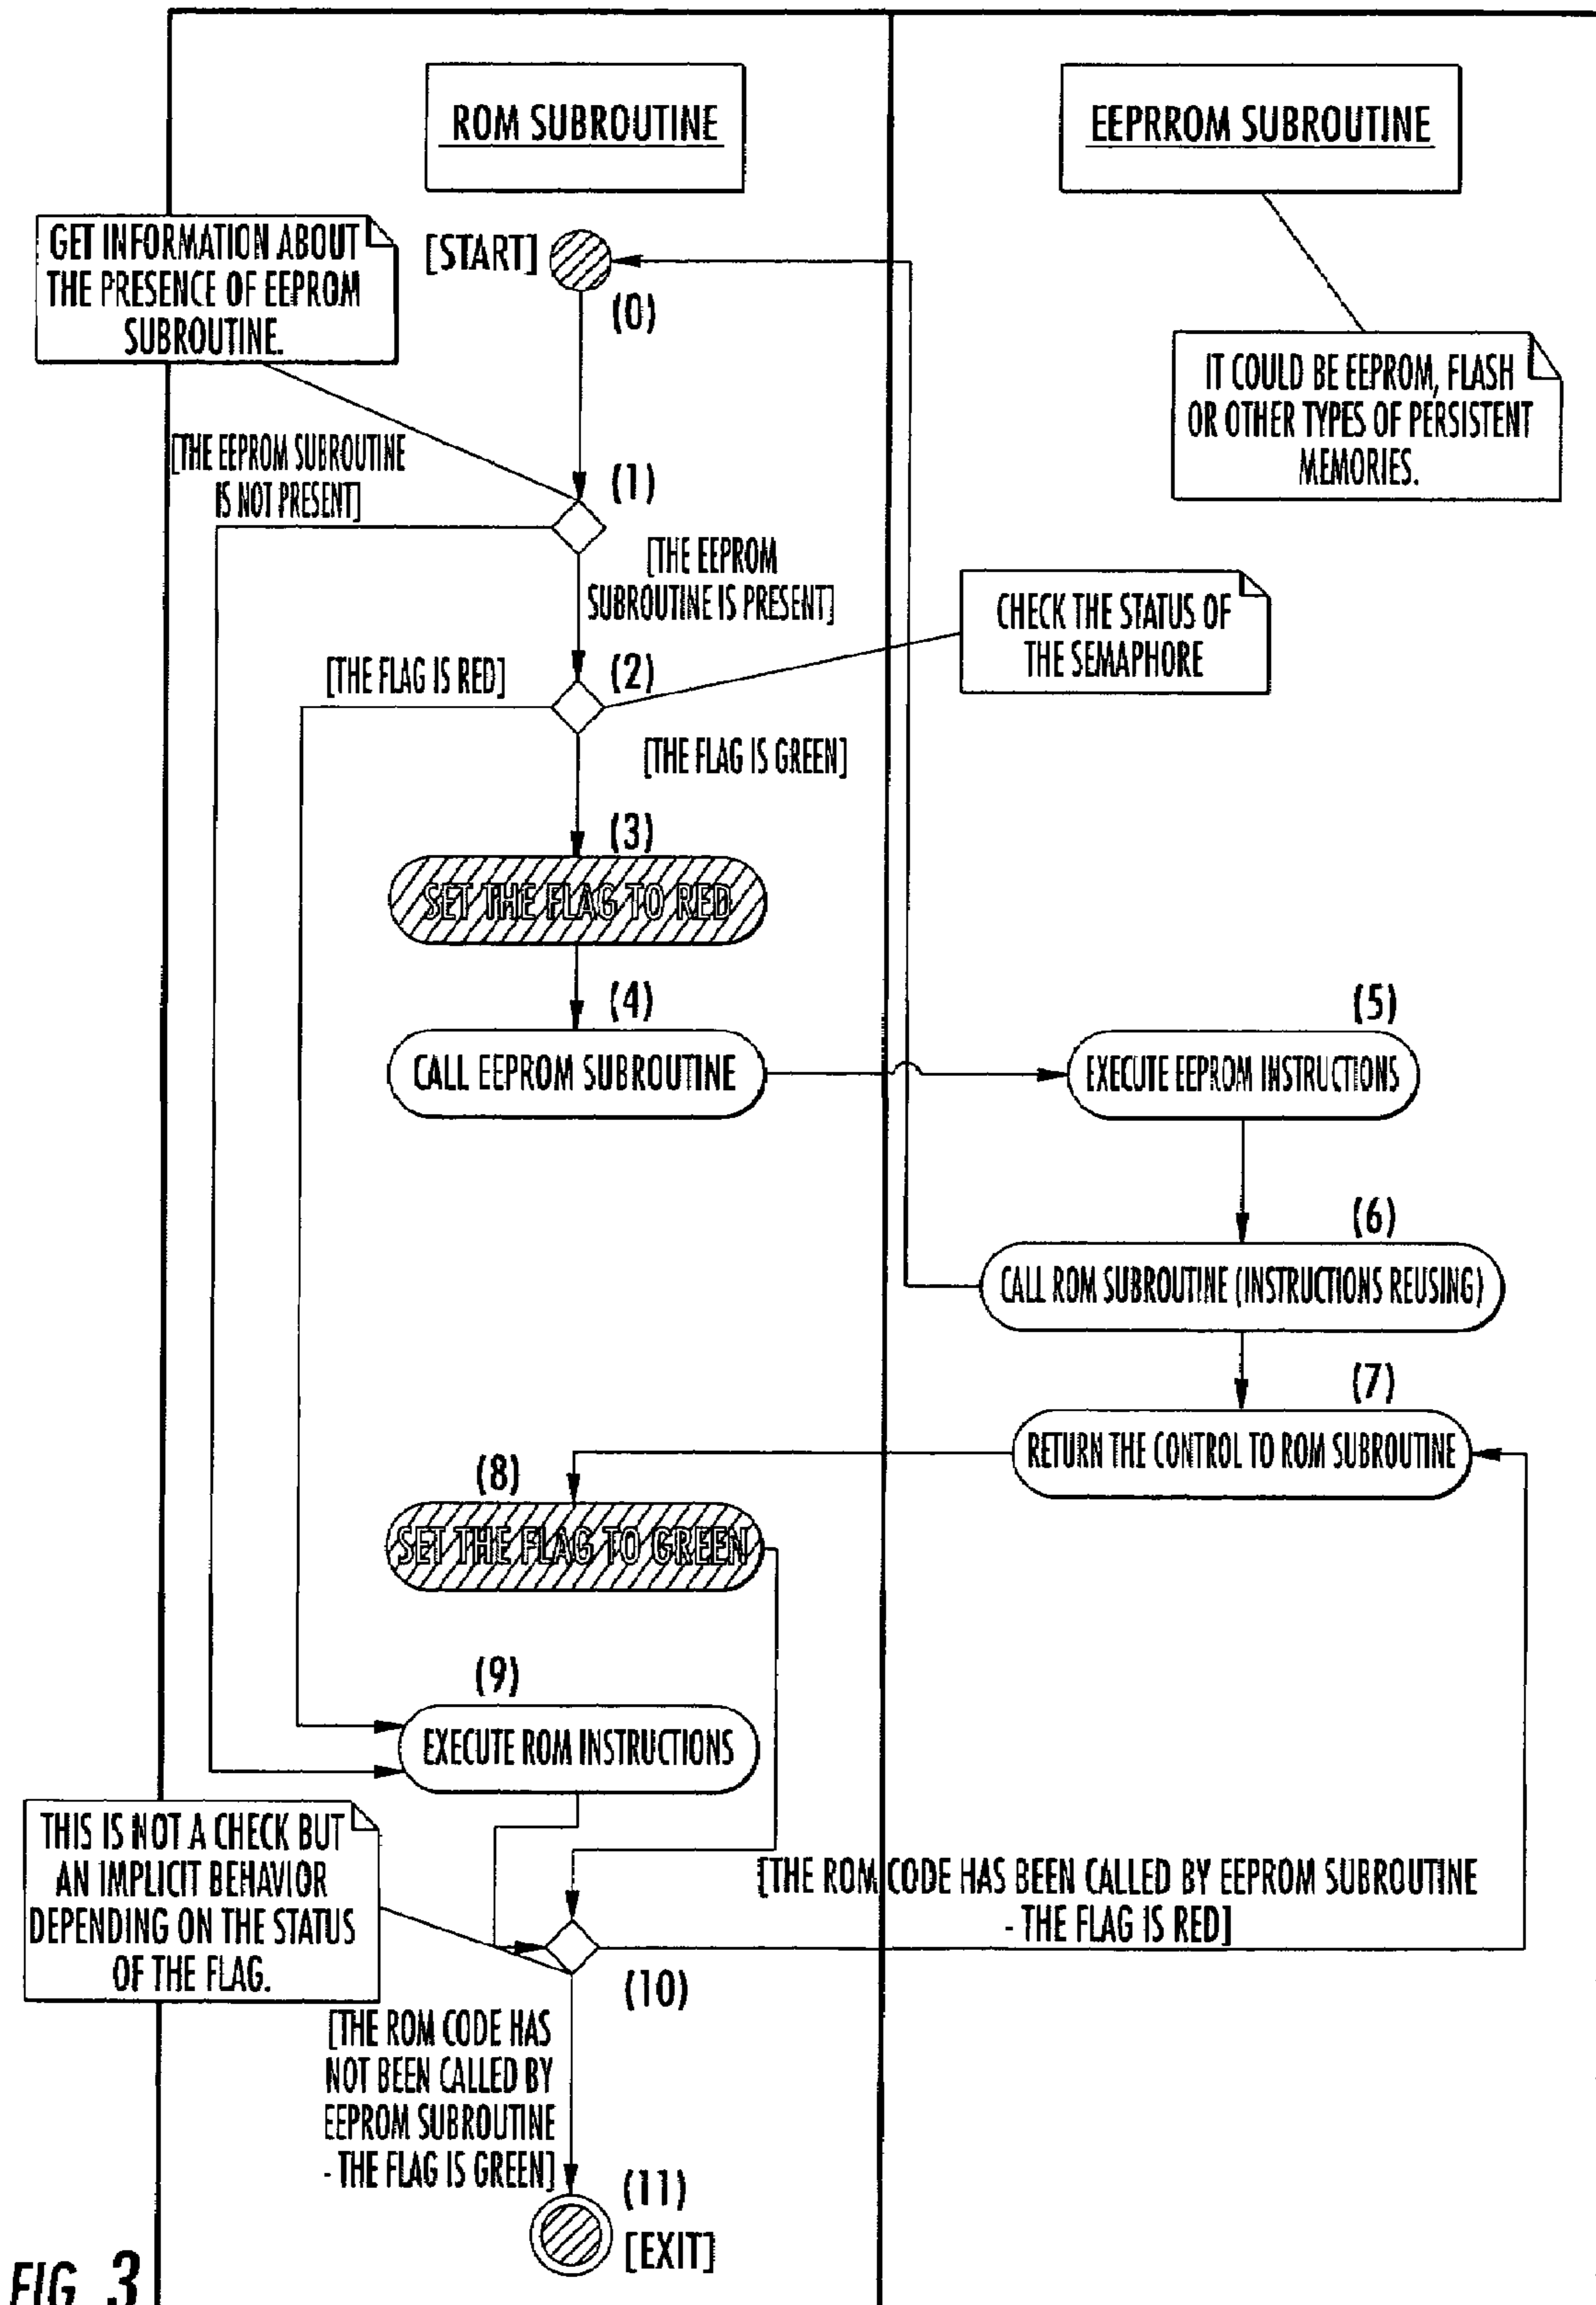 ROM SUBROUTINE
EEPRROM SUBROUTINE
GET INFORMATION ABOUT
THE PRESENCE OF EEPROM
SUBROUTINE.
[START]
(0)
IT COULD BE EEPROM, FLASH
OR OTHER TYPES OF PERSISTENT
MEMORIES.
[THE EEPROM SUBROUTINE
IS NOT PRESENT]
(1)
[THE EEPROM
SUBROUTINE IS PRESENT]
CHECK THE STATUS OF
THE SEMAPHORE
[THE FLAG IS RED]
(2)
[THE FLAG IS GREEN]
(3)
SET THE FLAG TO RED
(4)
CALL EEPROM SUBROUTINE
(5)
EXECUTE EEPROM INSTRUCTIONS
(6)
CALL ROM SUBROUTINE (INSTRUCTIONS REUSING)
(7)
RETURN THE CONTROL TO ROM SUBROUTINE
(8)
SET THE FLAG TO GREEN
(9)
EXECUTE ROM INSTRUCTIONS
THIS IS NOT A CHECK BUT
AN IMPLICIT BEHAVIOR
DEPENDING ON THE STATUS
OF THE FLAG.
[THE ROM CODE HAS BEEN CALLED BY EEPROM SUBROUTINE
- THE FLAG IS RED]
(10)
[THE ROM CODE HAS
NOT BEEN CALLED BY
EEPROM SUBROUTINE
- THE FLAG IS GREEN]
(11)
[EXIT]
FIG. 3